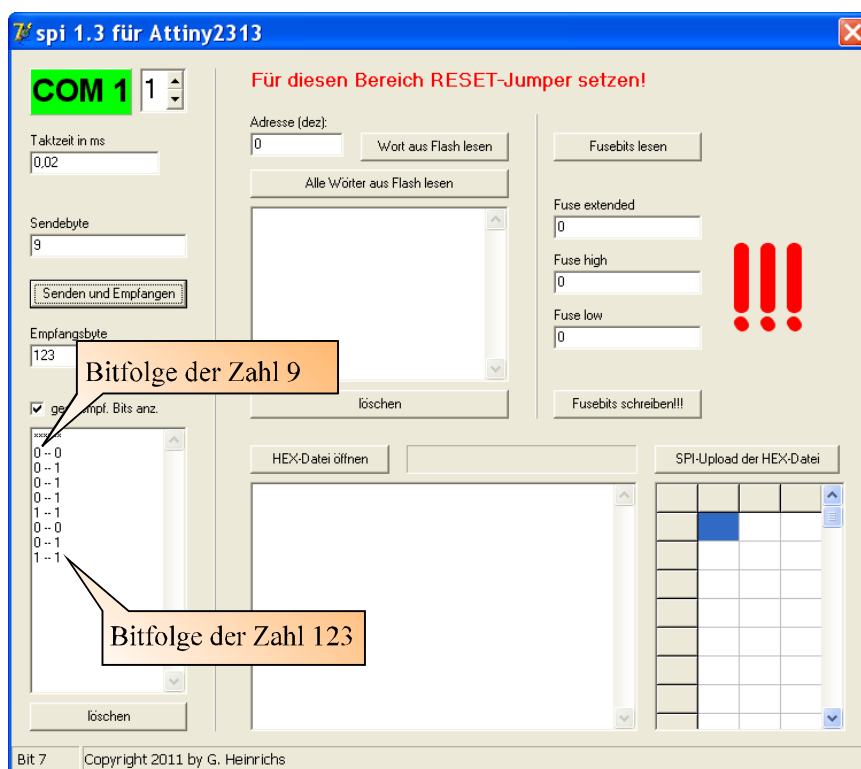 spi 1.3 für Attiny2313
COM 1
1
Taktzeit in ms
0,02
Sendebyte
9
Senden und Empfangen
Empfangsbyte
123
Bitfolge der Zahl 9
Bits anz.
0 -- 0
0 -- 1
0 -- 1
0 -- 1
1 -- 1
0 -- 0
0 -- 1
1 -- 1
Bitfolge der Zahl 123
löschen
Für diesen Bereich RESET-Jumper setzen!
Adresse (dez):
0
Wort aus Flash lesen
Alle Wörter aus Flash lesen
löschen
Fusebits lesen
Fuse extended
0
Fuse high
0
Fuse low
0
!!!
Fusebits schreiben!!!
HEX-Datei öffnen
SPI-Upload der HEX-Datei
Bit 7
Copyright 2011 by G. Heinrichs